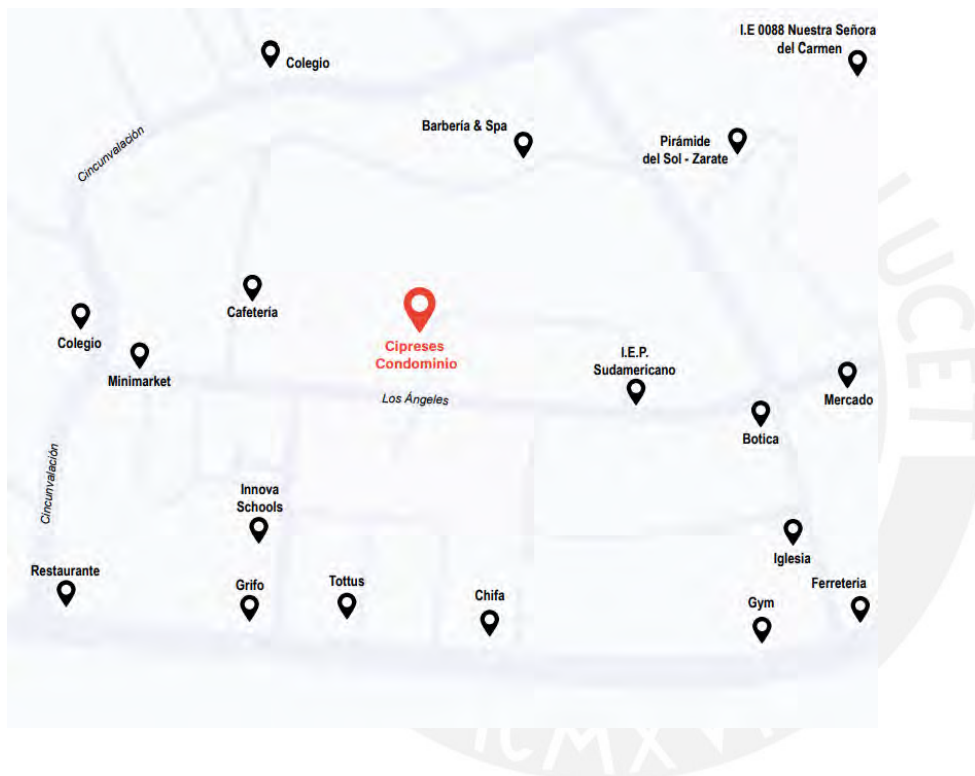 I.E 0088 Nuestra Señora
del Carmen
Colegio
Barbería & Spa
Pirámide
del Sol - Zarate
Cincunvalación
Cafetería
Colegio
Cipreses
Condominio
I.E.P.
Sudamericano
Minimarket
Los Ángeles
Mercado
Botica
Cincunvalación
Innova
Schools
Iglesia
Restaurante
Grifo
Tottus
Chifa
Gym
Ferreteria
UCET